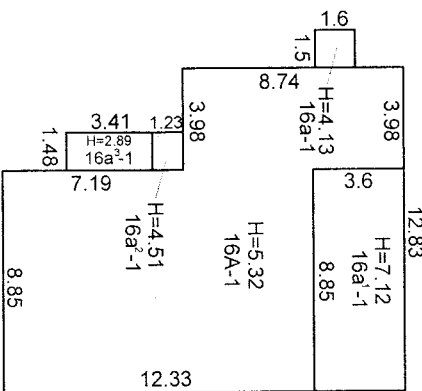 1.6
1.5
8.74
H=4.13
16a-1
3.98
3.98
3.41
1.23
H=2.89
16a³-1
1.48
7.19
H=4.51
16a²-1
3.6
H=5.32
16A-1
8.85
H=7.12
16a¹-1
12.83
8.85
12.33